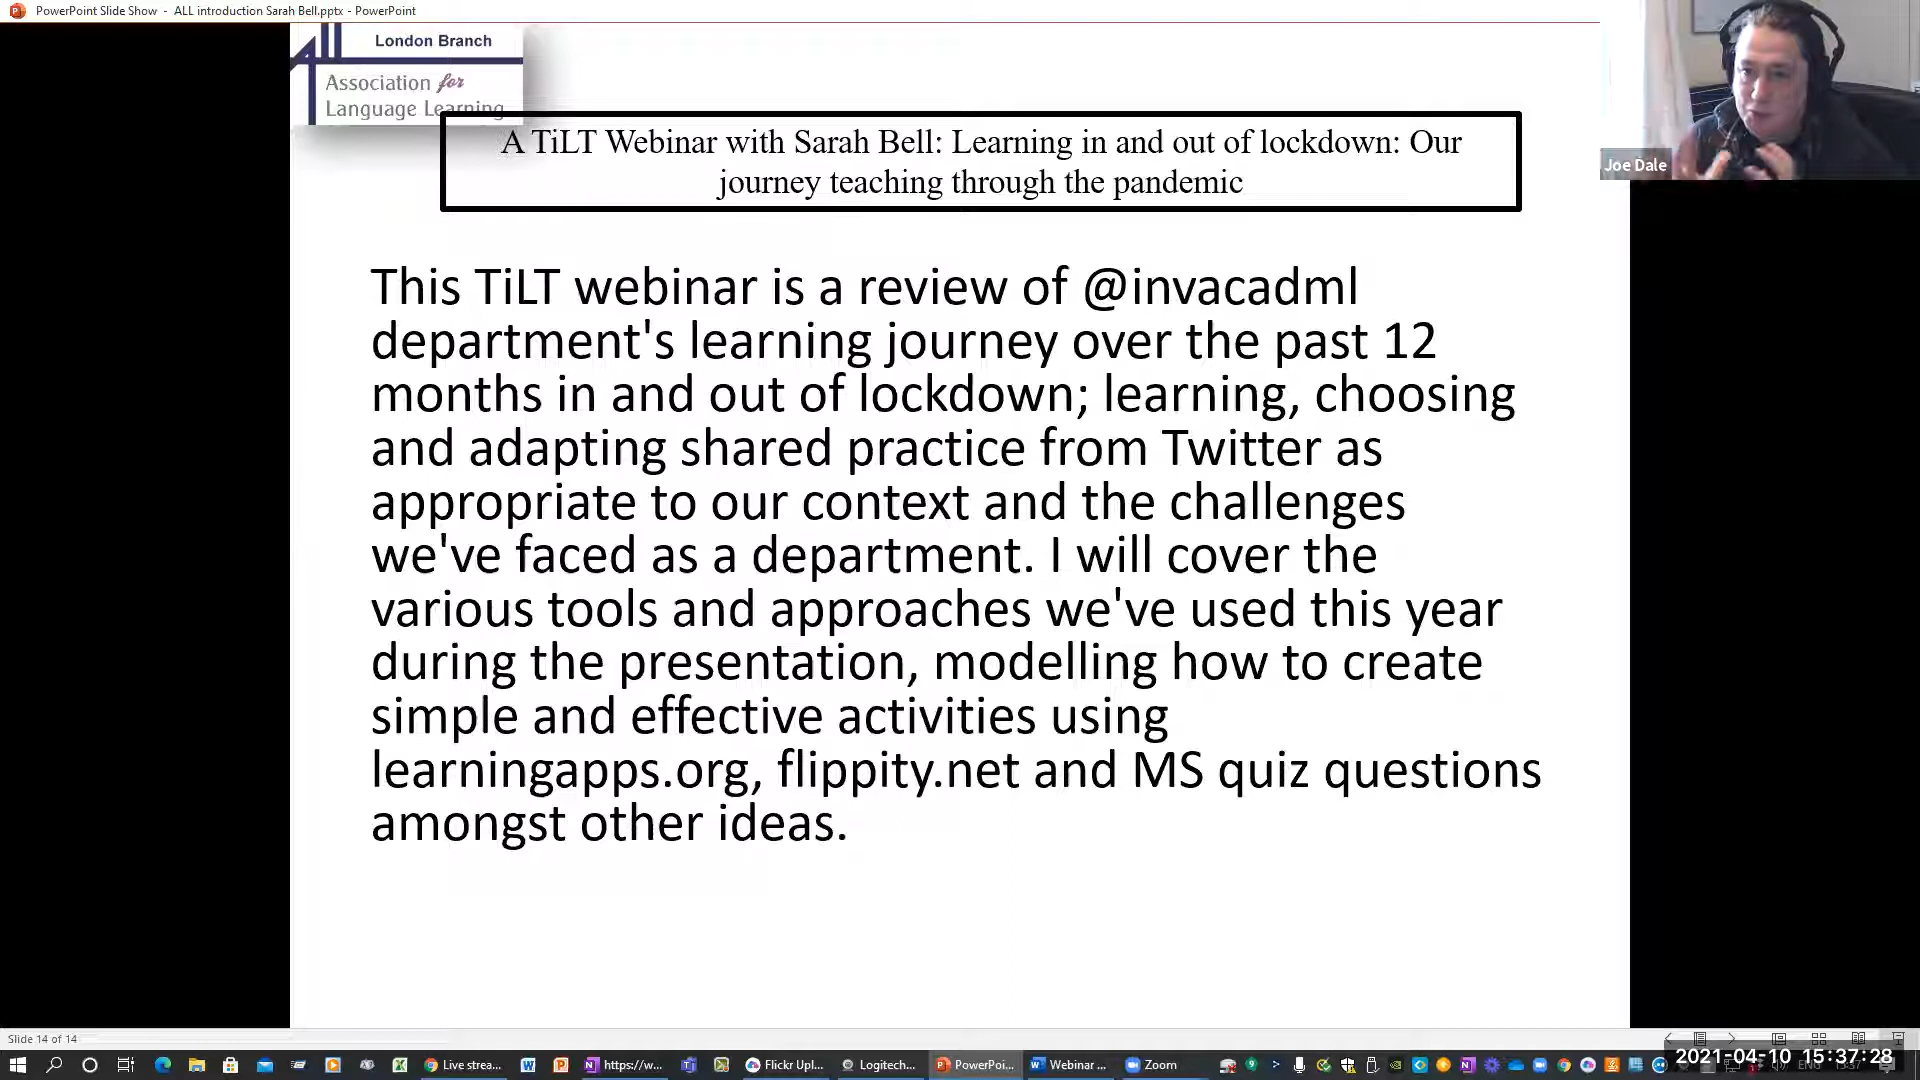 PowerPoint Slide Show - ALL introduction Sarah Bell.pptx - PowerPoint
London Branch
Association for
Language Learning
Joe Dale
A TiLT Webinar with Sarah Bell: Learning in and out of lockdown: Our
journey teaching through the pandemic
This TiLT webinar is a review of @invacadml
department's learning journey over the past 12
months in and out of lockdown; learning, choosing
and adapting shared practice from Twitter as
appropriate to our context and the challenges
we've faced as a department. I will cover the
various tools and approaches we've used this year
during the presentation, modelling how to create
simple and effective activities using
learningapps.org, flippity.net and MS quiz questions
amongst other ideas.
Slide 14 of 14
Live strea...
https://w...
Flickr Upl...
Logitech...
PowerPoi...
Webinar ...
Zoom
2021-04-10 15:37:28